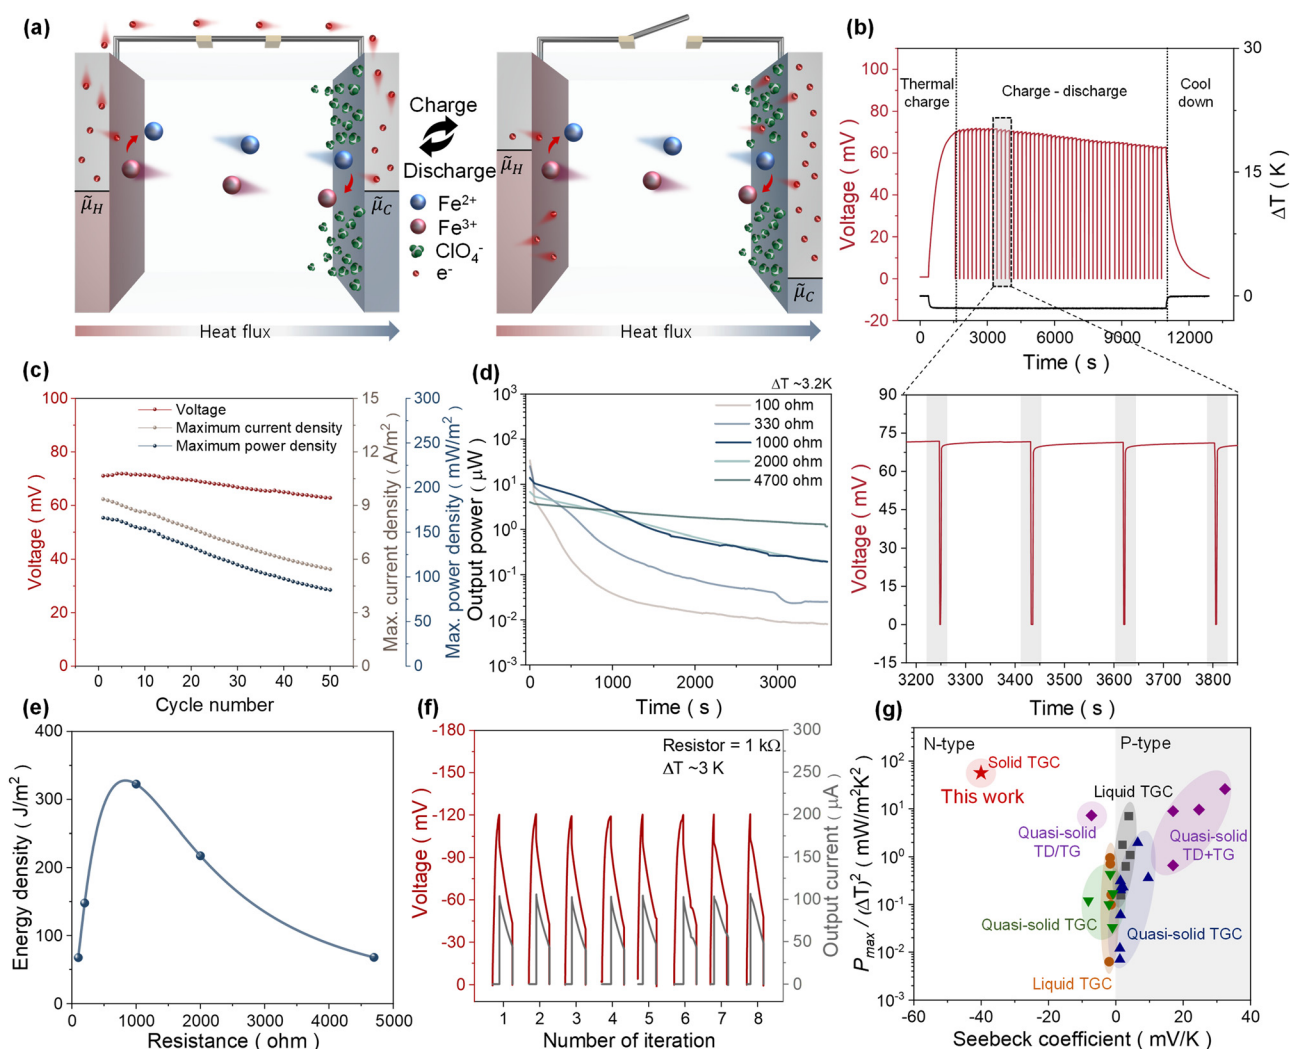 (a)
μ̃H
μ̃C
Charge
Discharge
Fe2+
Fe3+
ClO4-
e-
μ̃H
μ̃C
Heat flux
Heat flux
(b)
Thermal
charge
Charge - discharge
Cool
down
Voltage ( mV )
100
80
60
40
20
0
-20
30
15
0
ΔT ( K )
0 3000 6000 9000 12000
Time ( s )
90
75
60
45
30
15
0
-15
Voltage ( mV )
3200 3300 3400 3500 3600 3700 3800
Time ( s )
(c)
Voltage
Maximum current density
Maximum power density
Voltage ( mV )
100
80
60
40
20
0
15
12
9
6
3
0
Max. current density ( A/m2 )
300
250
200
150
100
50
0
Max. power density ( mW/m2 )
0 10 20 30 40 50
Cycle number
(d)
ΔT ~3.2K
100 ohm
330 ohm
1000 ohm
2000 ohm
4700 ohm
Output power ( μW )
103
102
101
100
10-1
10-2
10-3
0 1000 2000 3000
Time ( s )
(e)
Energy density ( J/m2 )
400
300
200
100
0
0 1000 2000 3000 4000 5000
Resistance ( ohm )
(f)
Resistor = 1 kΩ
ΔT ~3 K
Voltage ( mV )
-180
-150
-120
-90
-60
-30
0
300
250
200
150
100
50
0
Output current ( μA )
1 2 3 4 5 6 7 8
Number of iteration
(g)
N-type
P-type
Solid TGC
This work
Liquid TGC
Quasi-solid
TD/TG
Quasi-solid
TD+TG
Quasi-solid TGC
Quasi-solid TGC
Liquid TGC
Pmax / (ΔT)2 ( mW/m2K2 )
102
101
100
10-1
10-2
10-3
-60 -40 -20 0 20 40
Seebeck coefficient ( mV/K )